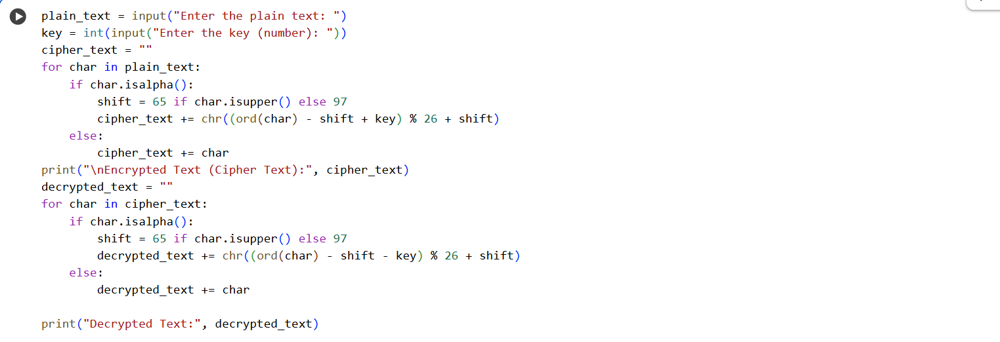 plain_text = input("Enter the plain text: ")
key = int(input("Enter the key (number): "))
cipher_text = ""
for char in plain_text:
    if char.isalpha():
        shift = 65 if char.isupper() else 97
        cipher_text += chr((ord(char) - shift + key) % 26 + shift)
    else:
        cipher_text += char
print("\nEncrypted Text (Cipher Text):", cipher_text)
decrypted_text = ""
for char in cipher_text:
    if char.isalpha():
        shift = 65 if char.isupper() else 97
        decrypted_text += chr((ord(char) - shift - key) % 26 + shift)
    else:
        decrypted_text += char

print("Decrypted Text:", decrypted_text)